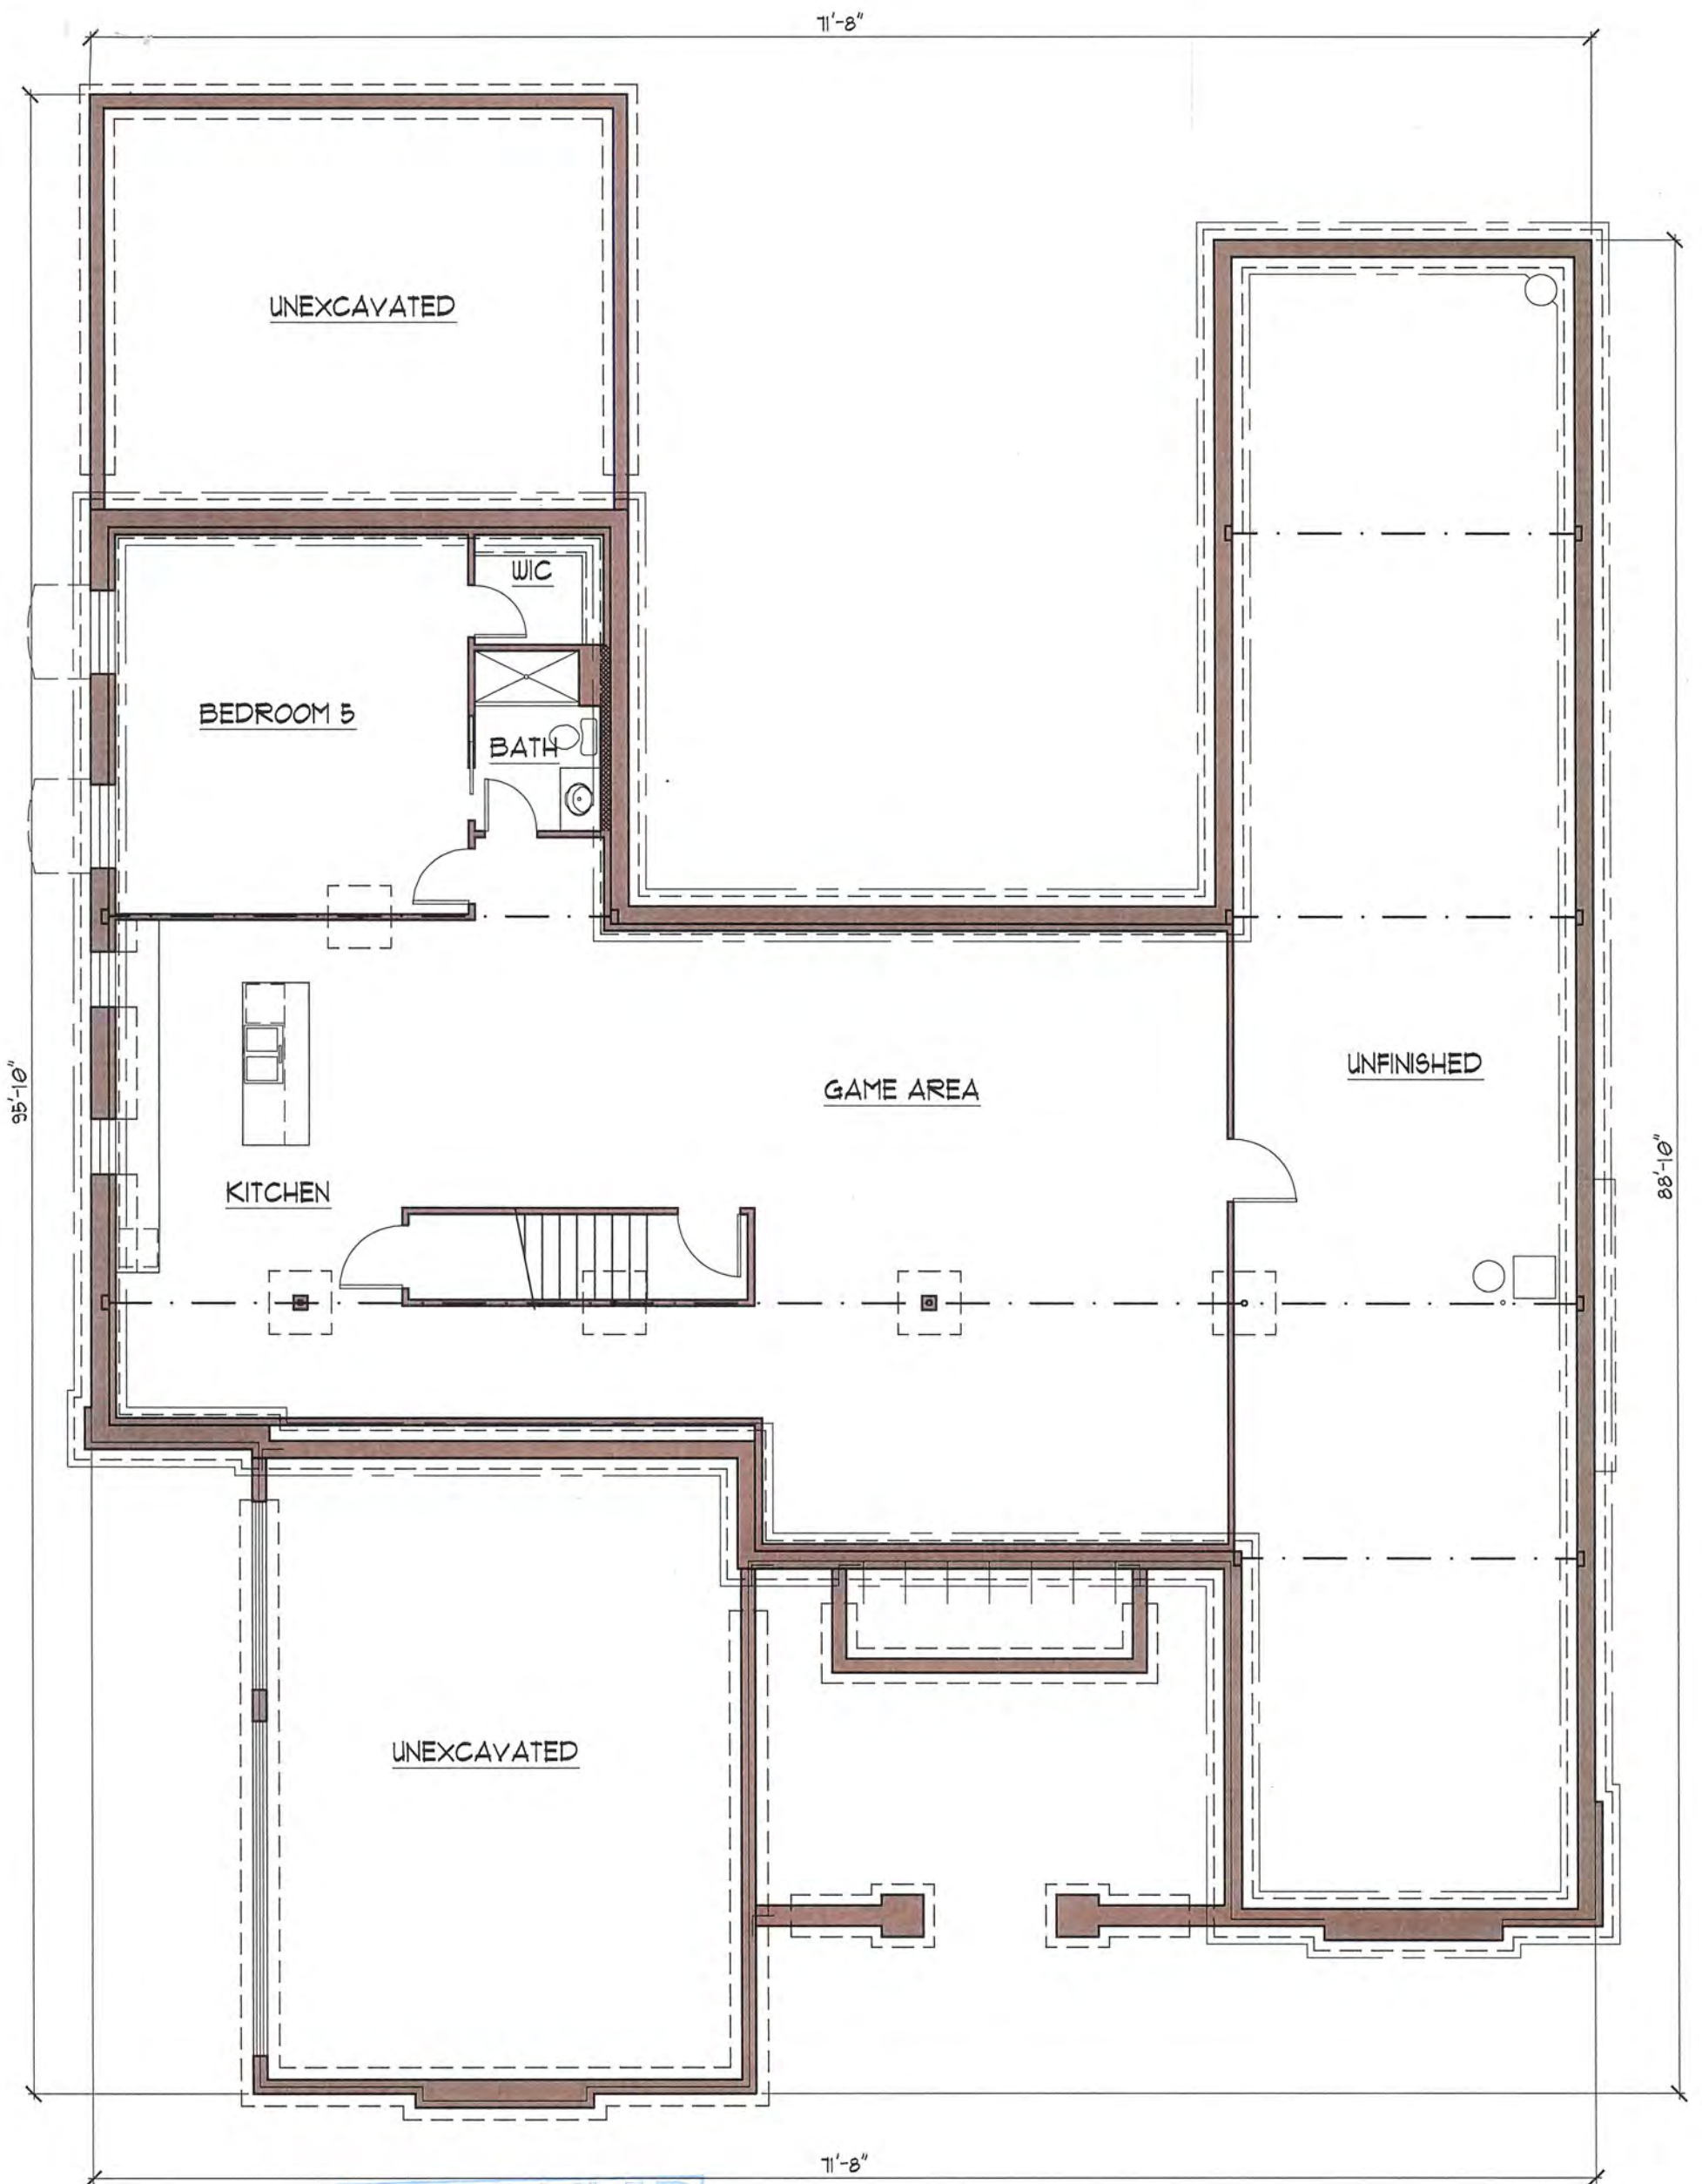 71'-8"
UNEXCAVATED
WIC
BEDROOM 5
BATH
95'-10"
GAME AREA
UNFINISHED
88'-10"
KITCHEN
UNEXCAVATED
71'-8"